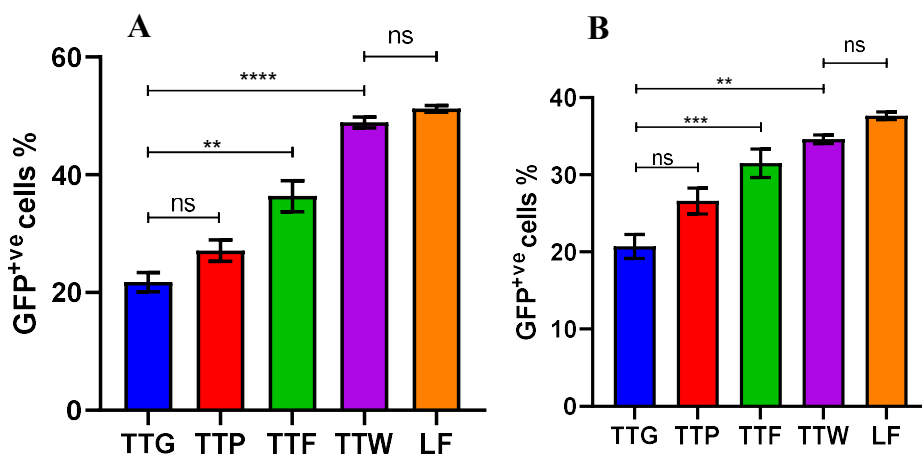 A
ns
****
**
ns
60
40
20
0
GFP+ve cells %
TTG TTP TTF TTW LF
B
ns
**
***
ns
40
30
20
10
0
GFP+ve cells %
TTG TTP TTF TTW LF